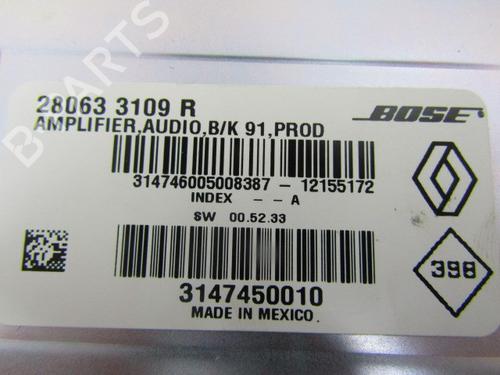 B PARTS
28063 3109 R
BOSE
AMPLIFIER,AUDIO,B/K 91,PROD
314746005008387 - 12155172
INDEX - - A
SW 00.52.33
398
3147450010
MADE IN MEXICO.